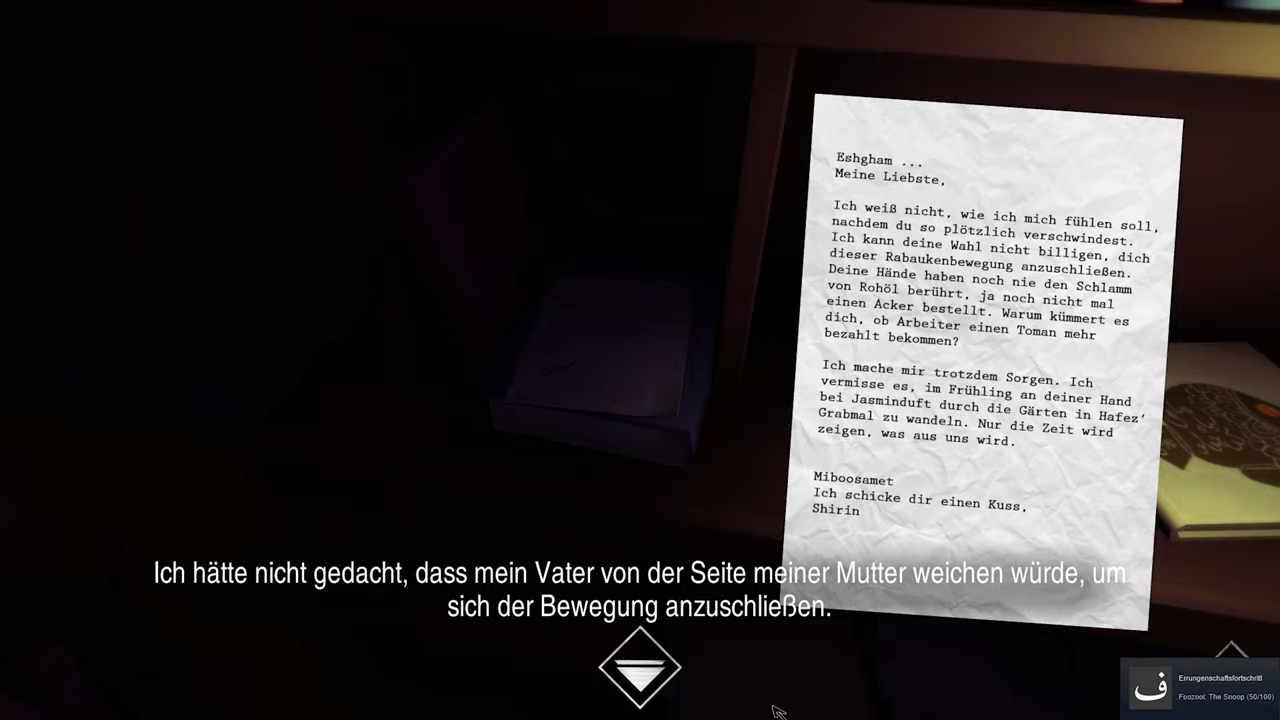 Eshgham ...
Meine Liebste,
Ich weiß nicht, wie ich mich fühlen soll,
nachdem du so plötzlich verschwindest.
Ich kann deine Wahl nicht billigen, dich
dieser Rabaukenbewegung anzuschließen.
Deine Hände haben noch nie den Schlamm
von Rohöl berührt, ja noch nicht mal
einen Acker bestellt. Warum kümmert es
dich, ob Arbeiter einen Toman mehr
bezahlt bekommen?
Ich mache mir trotzdem Sorgen. Ich
vermisse es, im Frühling an deiner Hand
bei Jasminduft durch die Gärten in Hafez'
Grabmal zu wandeln. Nur die Zeit wird
zeigen, was aus uns wird.
Miboosamet
Ich schicke dir einen Kuss,
Shirin
Ich hätte nicht gedacht, dass mein Vater von der Seite meiner Mutter weichen würde, um
sich der Bewegung anzuschließen.
ف
Errungenschaftsfortschritt
Foozool: The Snoop (50/100)